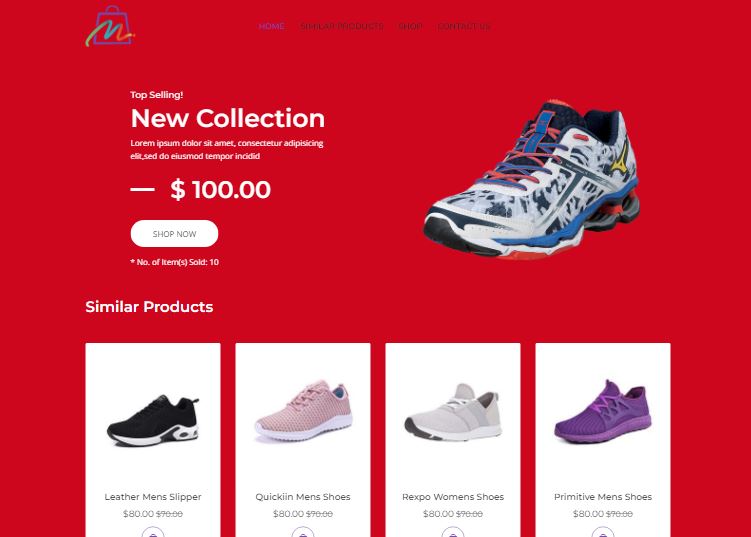 HOME SIMILAR PRODUCTS SHOP CONTACT US
Top Selling!
New Collection
Lorem ipsum dolor sit amet, consectetur adipisicing
elit,sed do eiusmod tempor incidid
$ 100.00
SHOP NOW
* No. of Item(s) Sold: 10
Similar Products
Leather Mens Slipper Quickiin Mens Shoes Rexpo Womens Shoes Primitive Mens Shoes
$80.00 $70.00 $80.00 $70.00 $80.00 $70.00 $80.00 $70.00